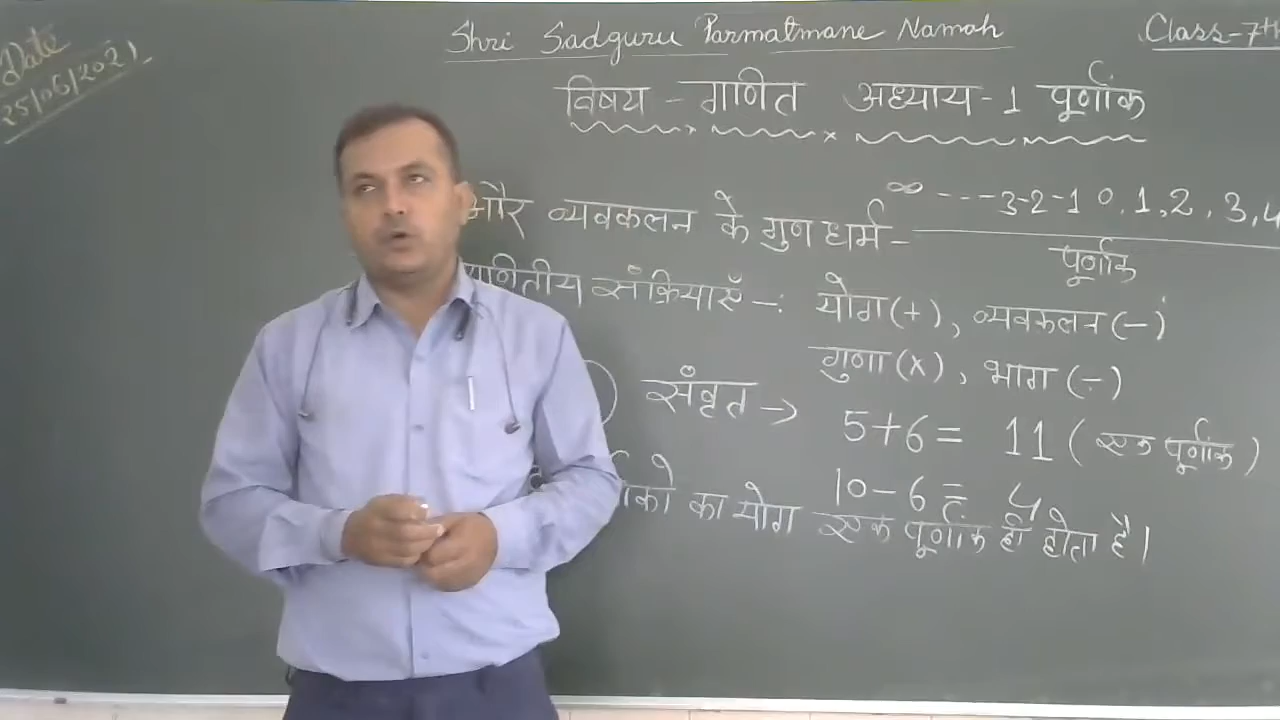 Date
25/06/2021
Shri Sadguru Parmatmane Namah
Class-7th
विषय - गणित अध्याय-1 पूर्णांक
∞ ----3-2-1 0,1,2,3,4
पूर्णांक
और व्यवकलन के गुण धर्म-
गणितीय संक्रियाएँ -: योग(+), व्यवकलन(-)
गुणा(x), भाग(÷)
संवृत → 5+6= 11 (एक पूर्णांक)
10-6= 4
का योग एक पूर्णांक ही होता है।